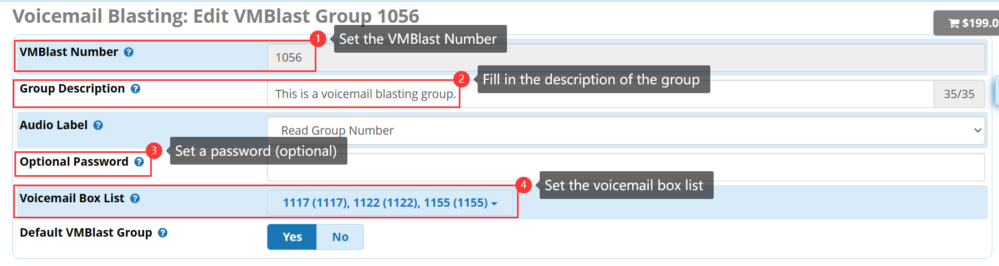 Voicemail Blasting: Edit VMBlast Group 1056
$199.0
1 Set the VMBlast Number
VMBlast Number ?
1056
2 Fill in the description of the group
Group Description ?
This is a voicemail blasting group.
35/35
Audio Label ?
Read Group Number
3 Set a password (optional)
Optional Password ?
4 Set the voicemail box list
Voicemail Box List ?
1117 (1117), 1122 (1122), 1155 (1155)
Default VMBlast Group ?
Yes No